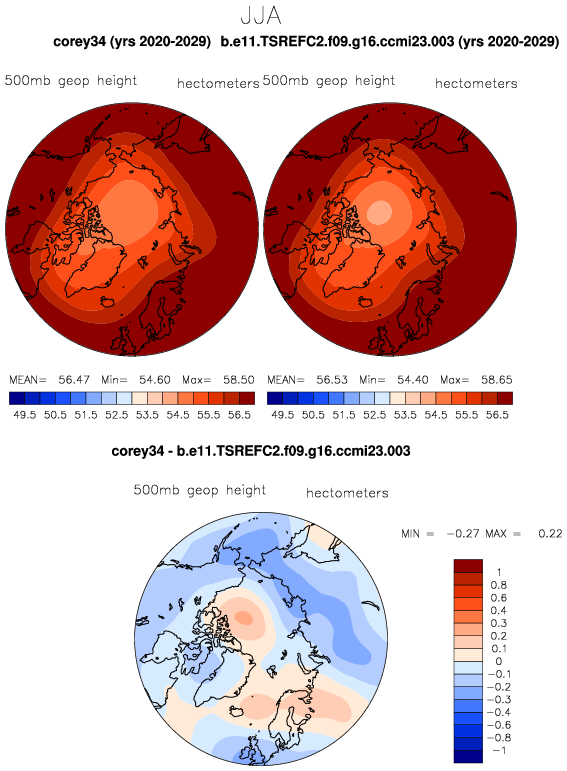 JJA
corey34 (yrs 2020-2029) b.e11.TSREFC2.f09.g16.ccmi23.003 (yrs 2020-2029)
500mb geop height hectometers 500mb geop height hectometers
MEAN= 56.47 Min= 54.60 Max= 58.50 MEAN= 56.53 Min= 54.40 Max= 58.65
49.5 50.5 51.5 52.5 53.5 54.5 55.5 56.5 49.5 50.5 51.5 52.5 53.5 54.5 55.5 56.5
corey34 - b.e11.TSREFC2.f09.g16.ccmi23.003
500mb geop height hectometers
MIN = -0.27 MAX = 0.22
1
0.8
0.6
0.4
0.3
0.2
0.1
0
-0.1
-0.2
-0.3
-0.4
-0.6
-0.8
-1